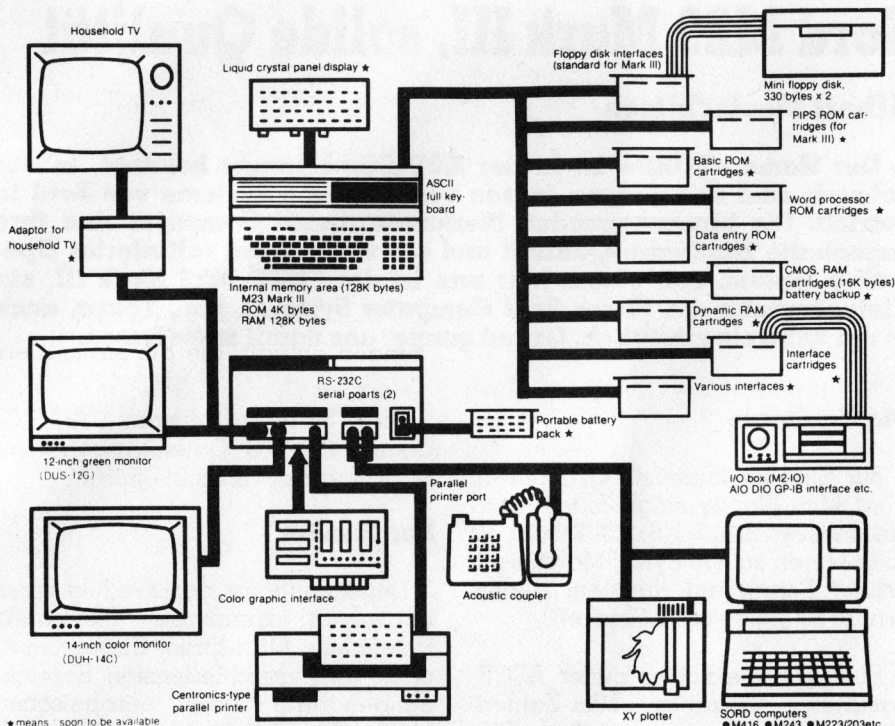 Household TV
Liquid crystal panel display ★
Floppy disk interfaces
(standard for Mark III)
Mini floppy disk,
330 bytes x 2
PIPS ROM car-
tridges (for
Mark III) ★
ASCII
full key-
board
Basic ROM
cartridges ★
Word processor
ROM cartridges ★
Adaptor for
household TV ★
Data entry ROM
cartridges ★
Internal memory area (128K bytes)
M23 Mark III
ROM 4K bytes
RAM 128K bytes
CMOS, RAM
cartridges (16K bytes)
battery backup ★
Dynamic RAM
cartridges ★
Interface
cartridges
★
RS-232C
serial poarts (2)
Various interfaces ★
Portable battery
pack ★
12-inch green monitor
(DUS-12G)
I/O box (M2-IO)
AIO DIO GP-IB interface etc.
Parallel
printer port
Color graphic interface
Acoustic coupler
14-inch color monitor
(DUH-14C)
Centronics-type
parallel printer
XY plotter
SORD computers
●M416, ●M243, ●M223/203etc.
★means soon to be available